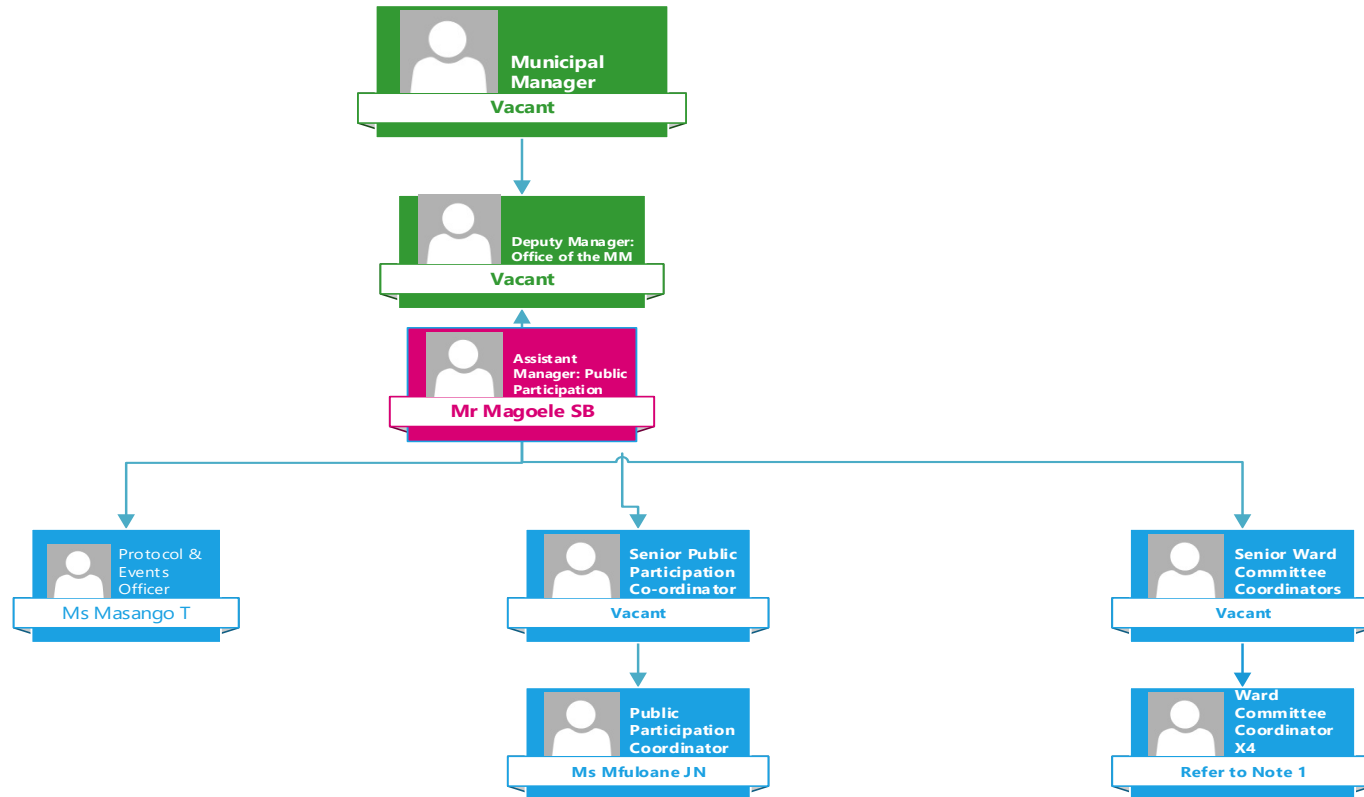 Municipal
Manager
Vacant
Deputy Manager:
Office of the MM
Vacant
Assistant
Manager: Public
Participation
Mr Magoele SB
Protocol &
Events
Officer
Ms Masango T
Senior Public
Participation
Co-ordinator
Vacant
Senior Ward
Committee
Coordinators
Vacant
Public
Participation
Coordinator
Ms Mfuloane JN
Ward
Committee
Coordinator
X4
Refer to Note 1